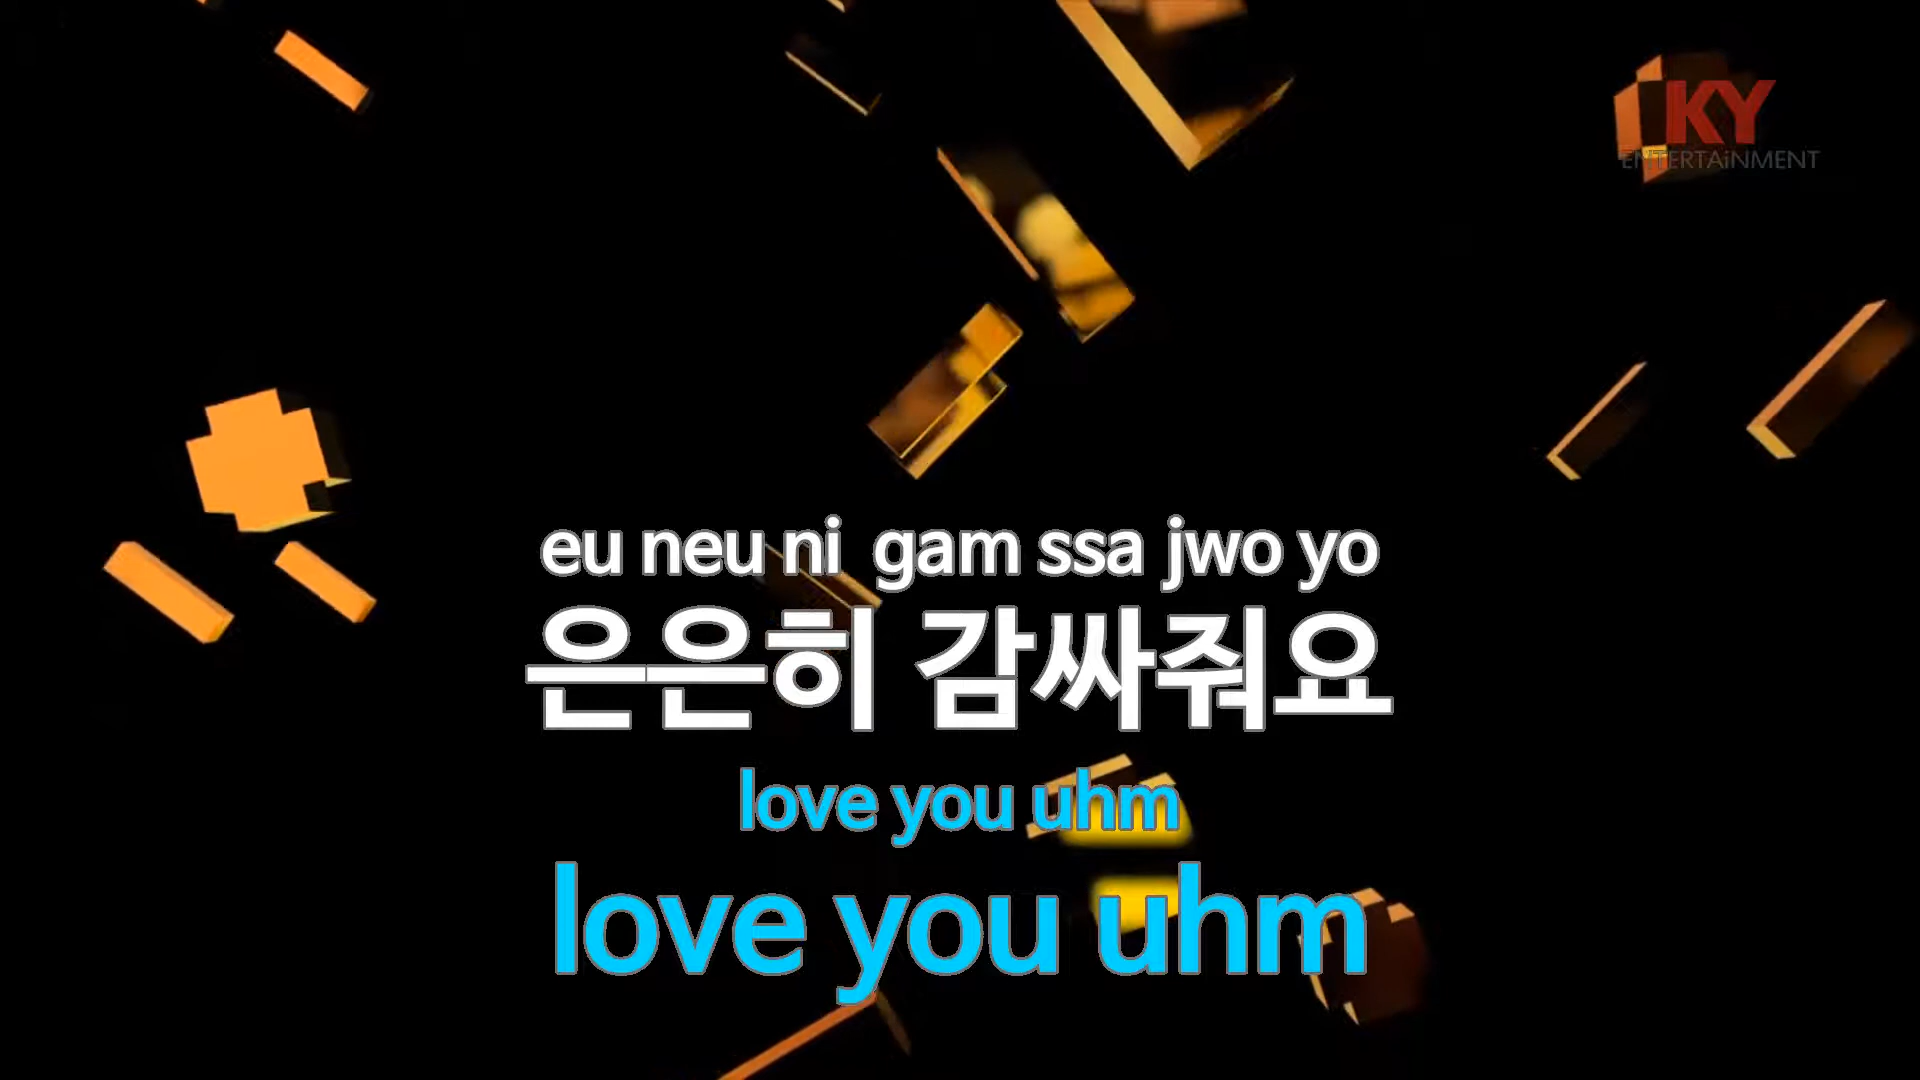 KY
ENTERTAiNMENT
eu neu ni gam ssa jwo yo
은은히 감싸줘요
love you uhm
love you uhm